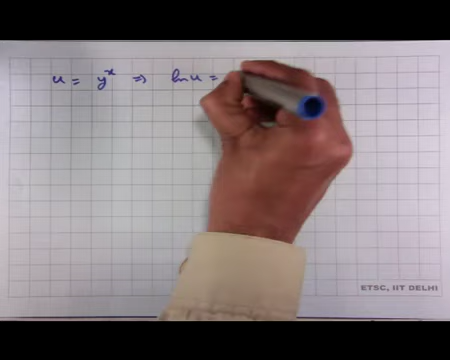 u = y^x ⇒ ln u =
ETSC, IIT DELHI